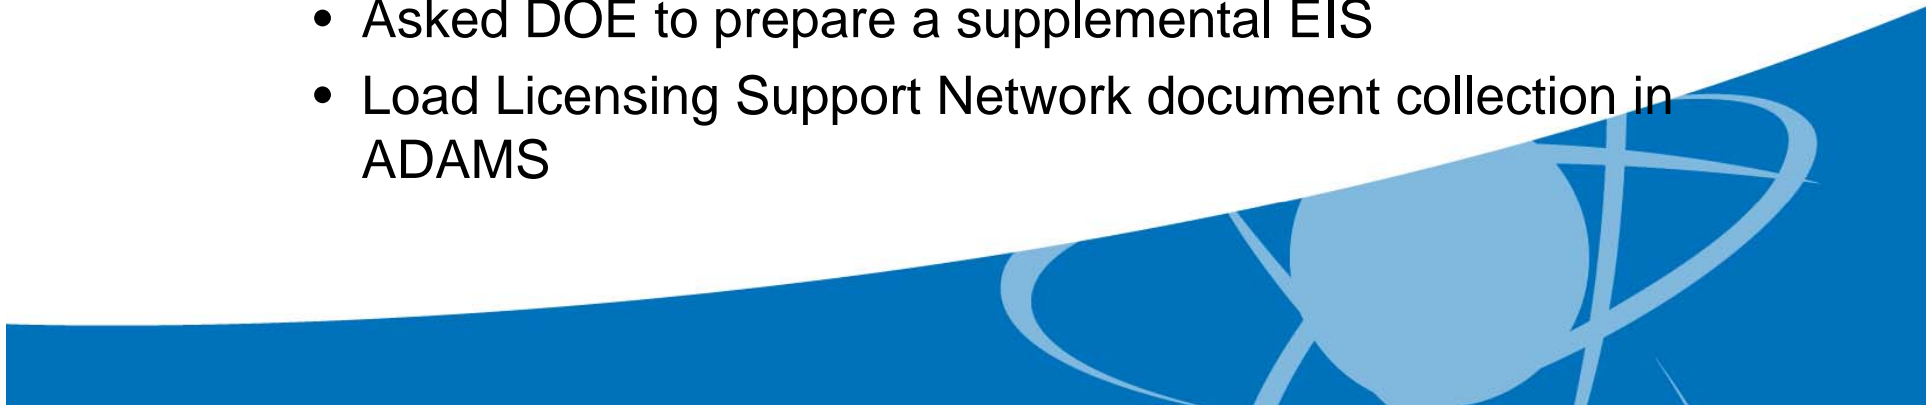 • Asked DOE to prepare a supplemental EIS
• Load Licensing Support Network document collection in
ADAMS